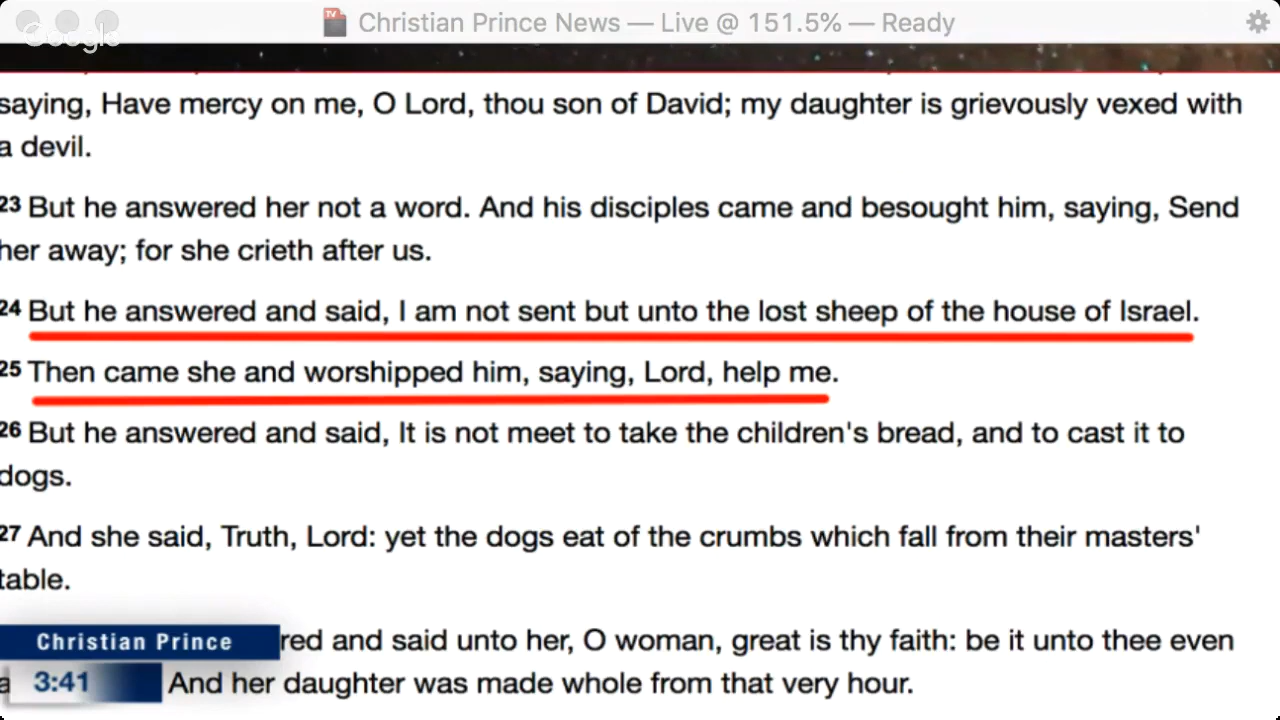 Christian Prince News — Live @ 151.5% — Ready
Google
saying, Have mercy on me, O Lord, thou son of David; my daughter is grievously vexed with
a devil.
23 But he answered her not a word. And his disciples came and besought him, saying, Send
her away; for she crieth after us.
24 But he answered and said, I am not sent but unto the lost sheep of the house of Israel.
25 Then came she and worshipped him, saying, Lord, help me.
26 But he answered and said, It is not meet to take the children's bread, and to cast it to
dogs.
27 And she said, Truth, Lord: yet the dogs eat of the crumbs which fall from their masters'
table.
Christian Prince red and said unto her, O woman, great is thy faith: be it unto thee even
a 3:41 And her daughter was made whole from that very hour.